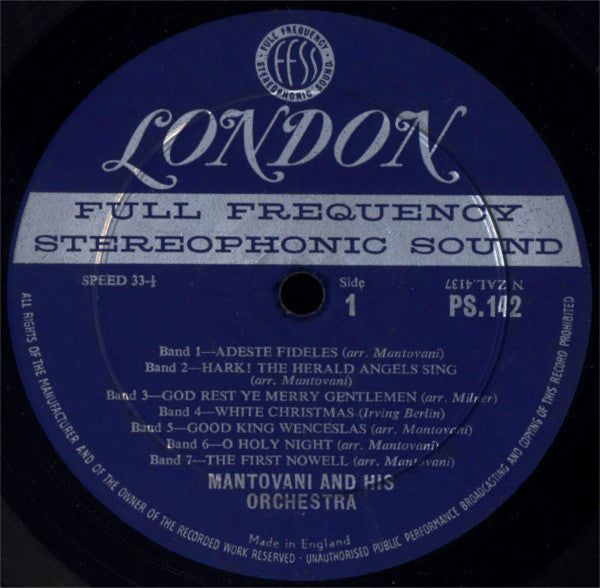 FULL FREQUENCY
STEREOPHONIC SOUND
FFSS
LONDON
FULL FREQUENCY
STEREOPHONIC SOUND
SPEED 33-⅓
Side
1
N.ZAL.4137
PS.142
Band 1—ADESTE FIDELES (arr. Mantovani)
Band 2—HARK! THE HERALD ANGELS SING
(arr. Mantovani)
Band 3—GOD REST YE MERRY GENTLEMEN (arr. Milner)
Band 4—WHITE CHRISTMAS (Irving Berlin)
Band 5—GOOD KING WENCESLAS (arr. Mantovani)
Band 6—O HOLY NIGHT (arr. Mantovani)
Band 7—THE FIRST NOWELL (arr. Mantovani)
MANTOVANI AND HIS
ORCHESTRA
Made in England
ALL RIGHTS OF THE MANUFACTURER AND OF THE OWNER OF THE RECORDED WORK RESERVED - UNAUTHORISED PUBLIC PERFORMANCE BROADCASTING AND COPYING OF THIS RECORD PROHIBITED